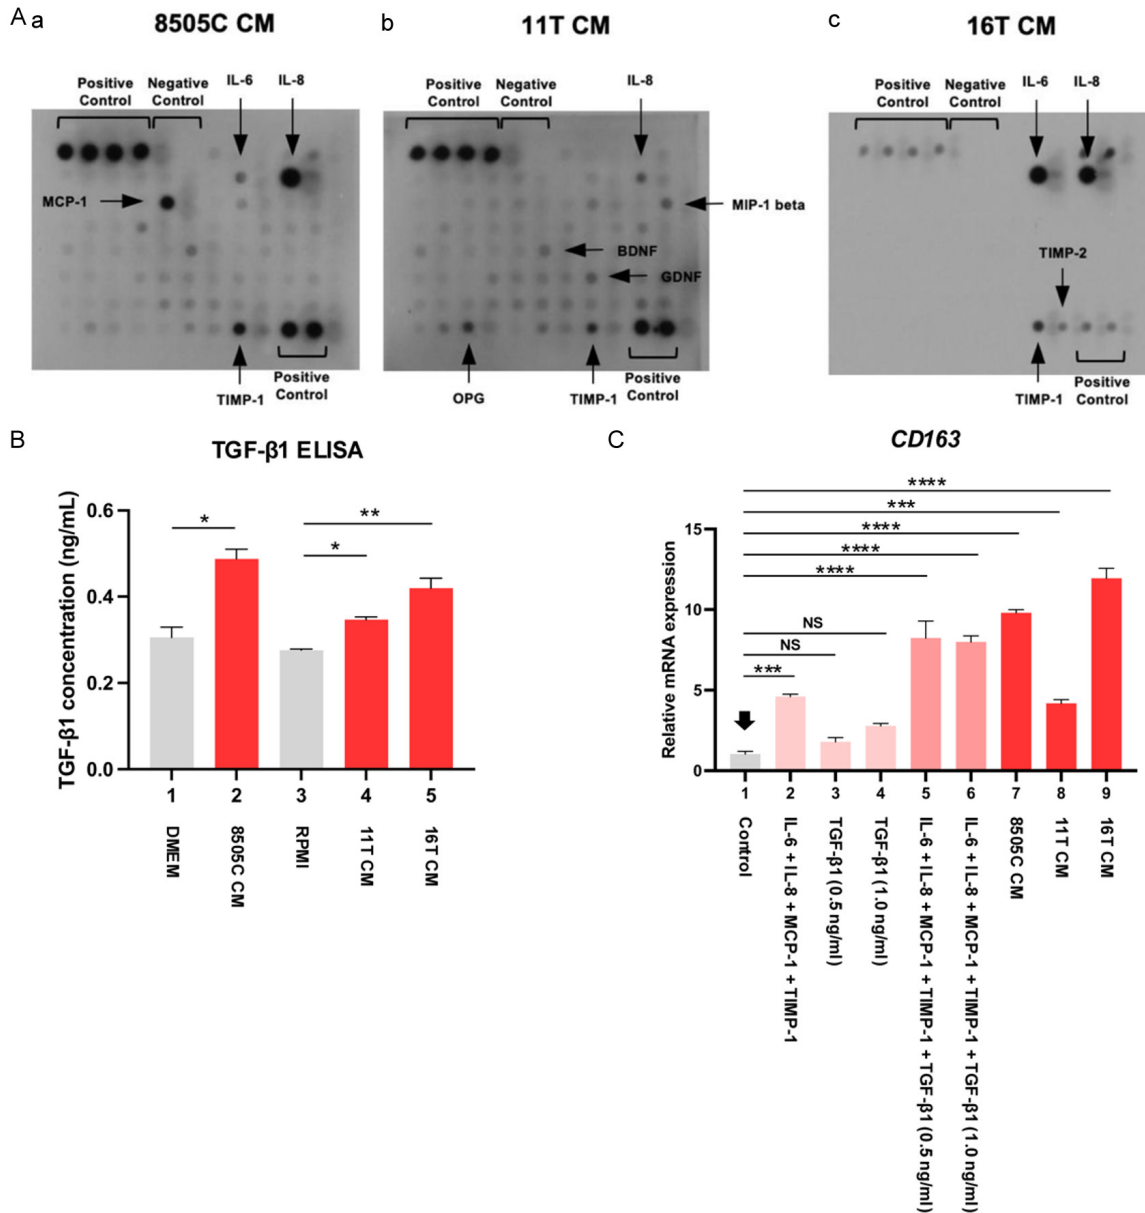 A
a
8505C CM
Positive
Control
Negative
Control
IL-6
IL-8
MCP-1
TIMP-1
Positive
Control
b
11T CM
Positive
Control
Negative
Control
IL-8
MIP-1 beta
BDNF
GDNF
OPG
TIMP-1
Positive
Control
c
16T CM
Positive
Control
Negative
Control
IL-6
IL-8
TIMP-2
TIMP-1
Positive
Control
B
TGF-β1 ELISA
TGF-β1 concentration (ng/mL)
0.6
0.4
0.2
0.0
*
*
**
1
2
3
4
5
DMEM
8505C CM
RPMI
11T CM
16T CM
C
CD163
Relative mRNA expression
15
10
5
0
****
***
****
****
****
NS
NS
***
1
2
3
4
5
6
7
8
9
Control
IL-6 + IL-8 + MCP-1 + TIMP-1
TGF-β1 (0.5 ng/ml)
TGF-β1 (1.0 ng/ml)
IL-6 + IL-8 + MCP-1 + TIMP-1 + TGF-β1 (0.5 ng/ml)
IL-6 + IL-8 + MCP-1 + TIMP-1 + TGF-β1 (1.0 ng/ml)
8505C CM
11T CM
16T CM